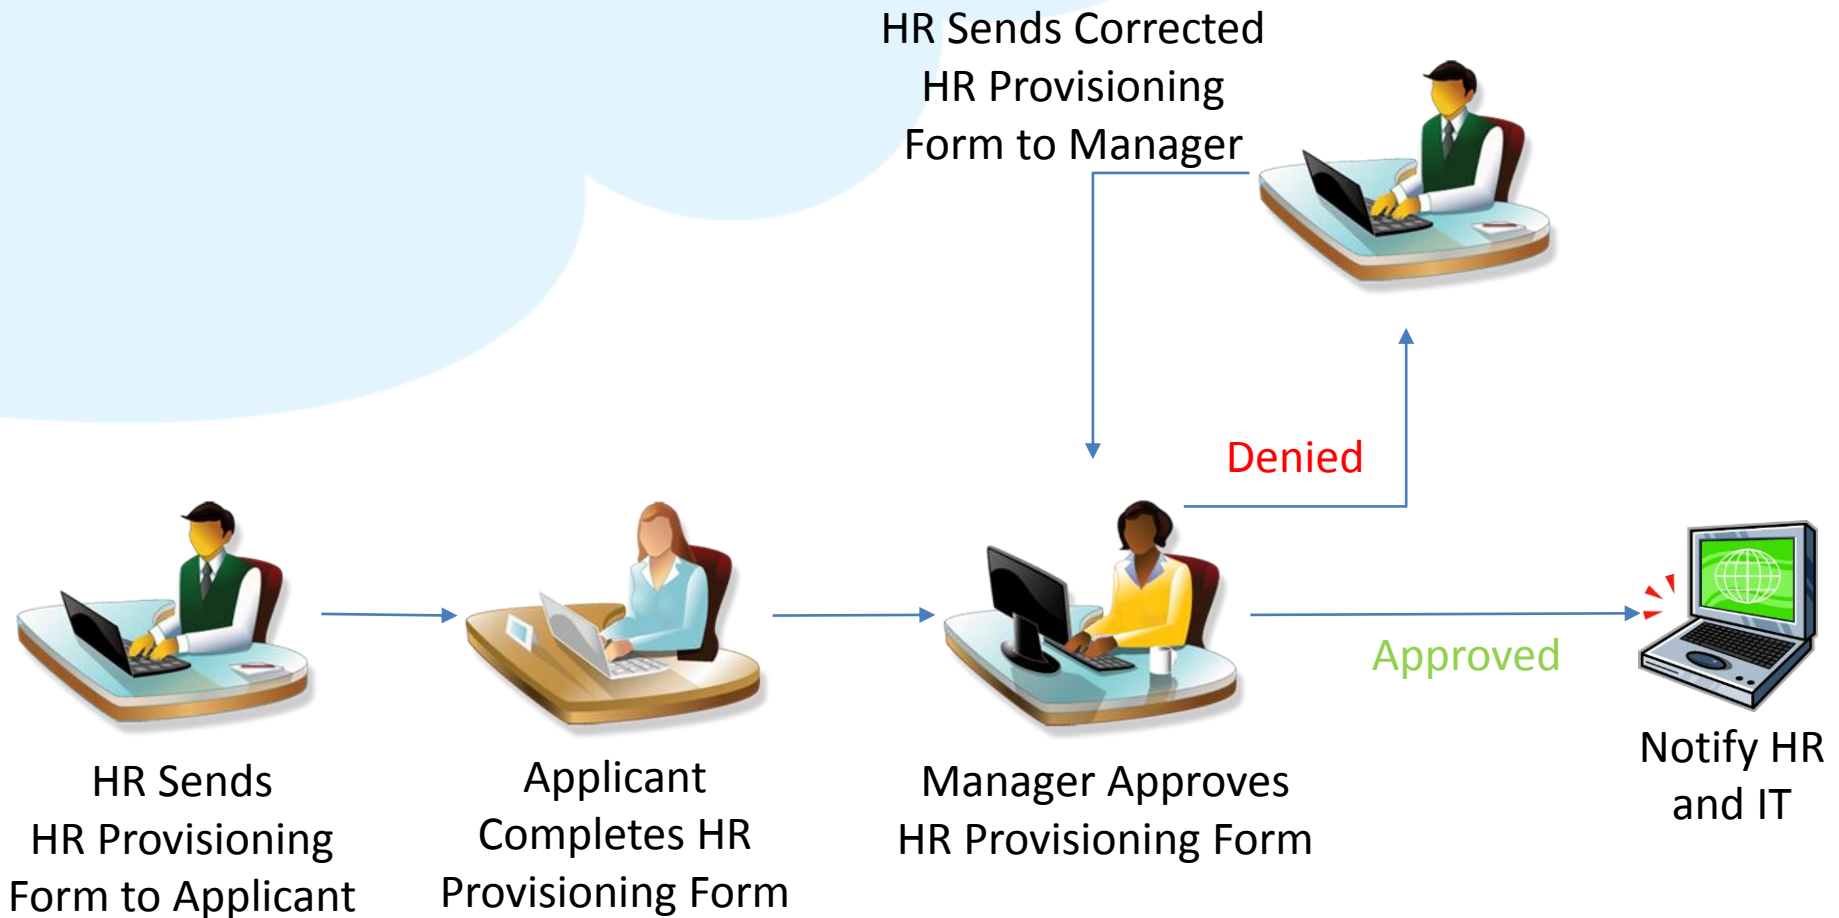 HR Sends Corrected
HR Provisioning
Form to Manager
Denied
Approved
HR Sends
HR Provisioning
Form to Applicant
Applicant
Completes HR
Provisioning Form
Manager Approves
HR Provisioning Form
Notify HR
and IT